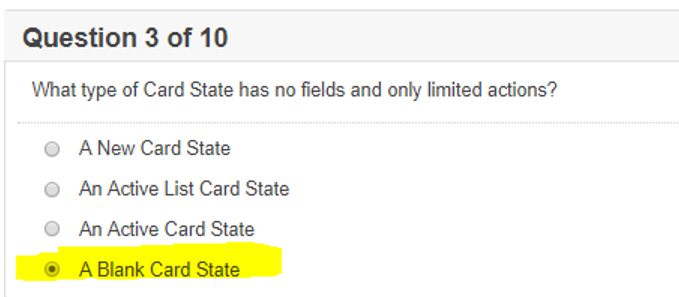 Question 3 of 10
What type of Card State has no fields and only limited actions?
A New Card State
An Active List Card State
An Active Card State
A Blank Card State